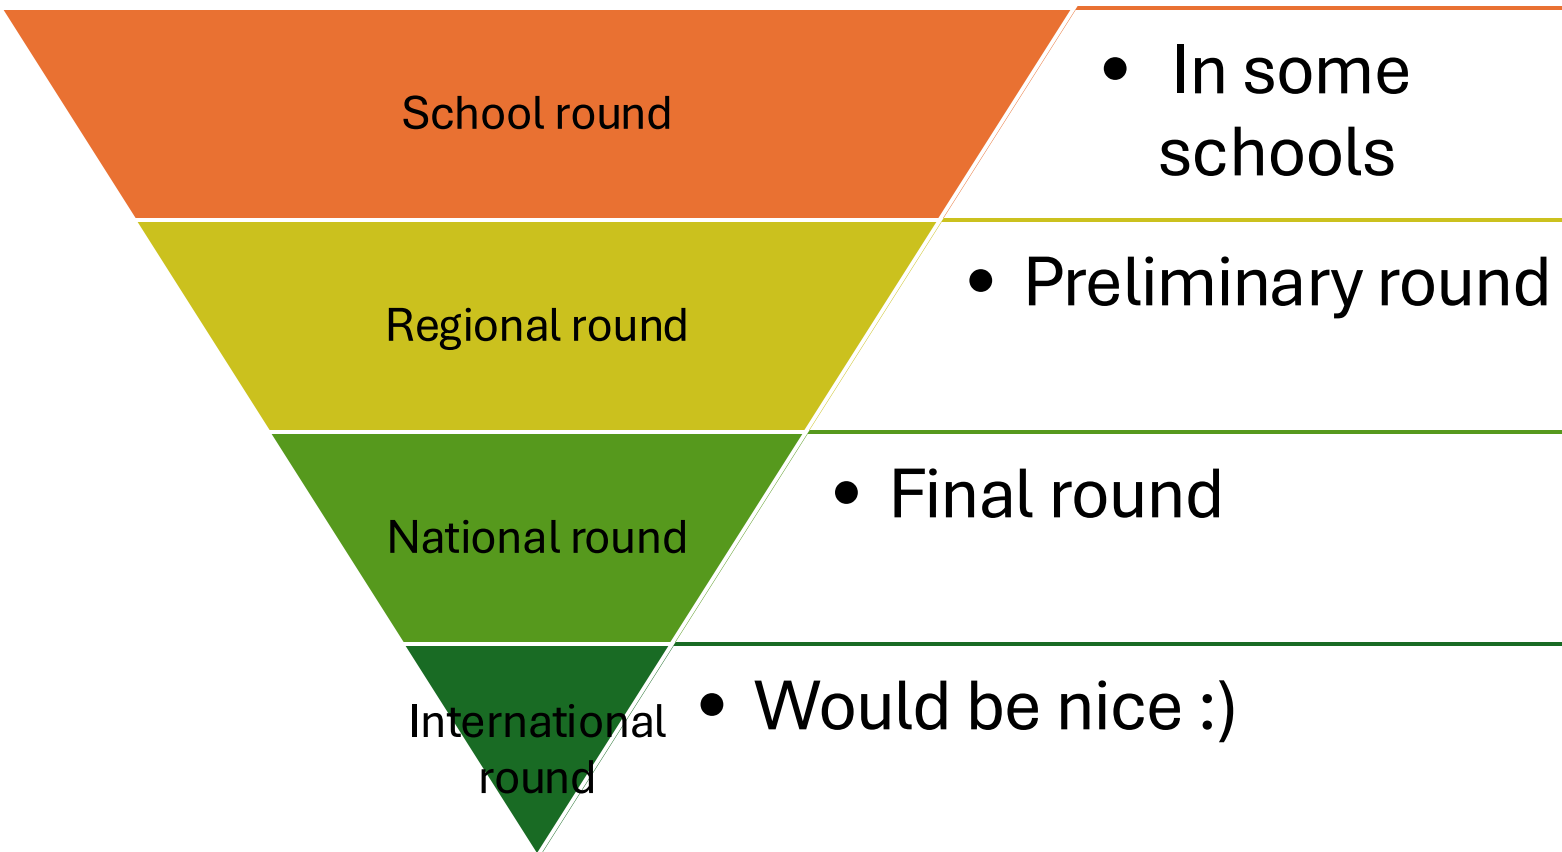 School round
• In some
schools
Regional round
• Preliminary round
National round
• Final round
International
round
• Would be nice :)